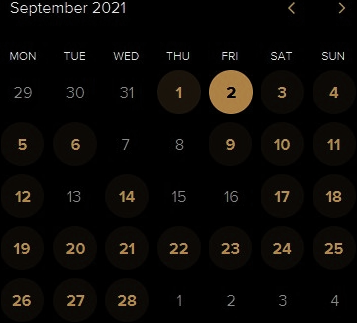 September 2021
MON TUE WED THU FRI SAT SUN
29 30 31 1 2 3 4
5 6 7 8 9 10 11
12 13 14 15 16 17 18
19 20 21 22 23 24 25
26 27 28 1 2 3 4